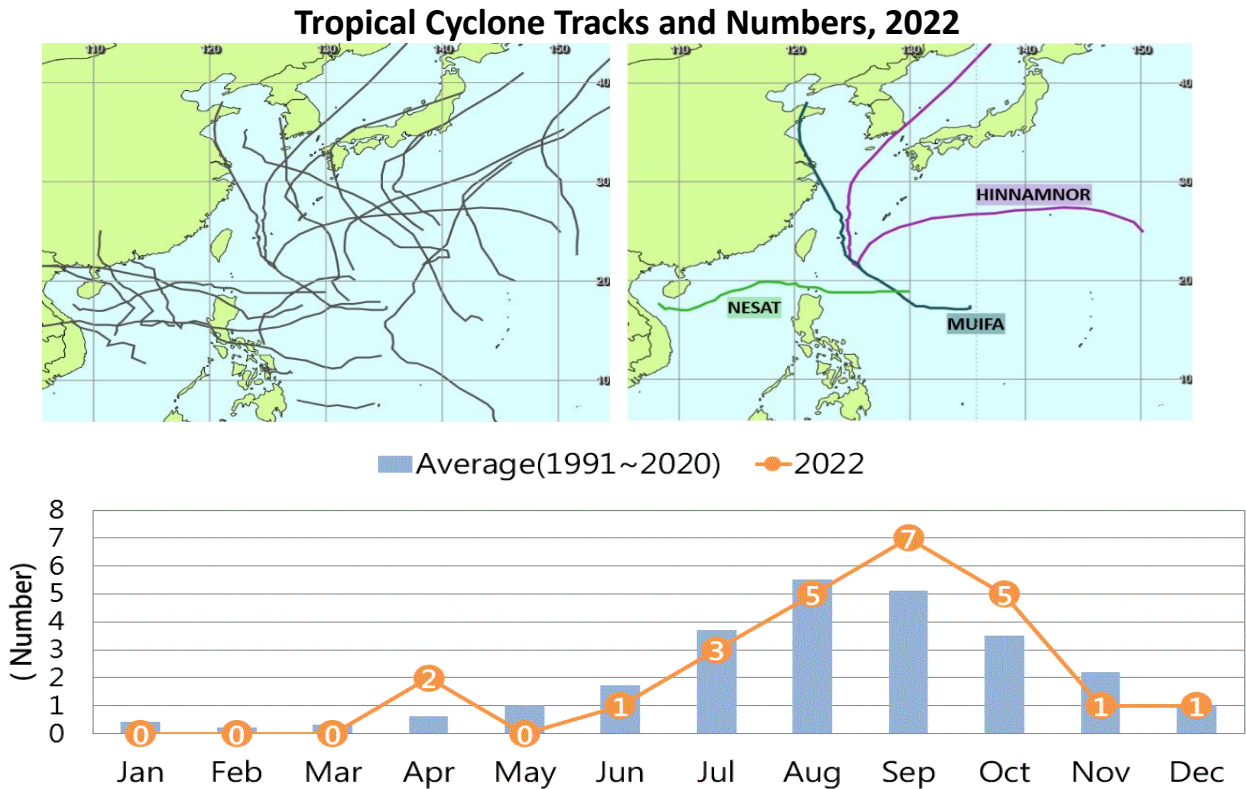 Tropical Cyclone Tracks and Numbers, 2022
110 120 130 140 150
40
30
20
10
110 120 130 140 150
40
30
20
10
HINNAMNOR
NESAT
MUIFA
Average(1991~2020) 2022
(Number)
8
7
6
5
4
3
2
1
0
0 0 0 2 0 1 3 5 7 5 1 1
Jan Feb Mar Apr May Jun Jul Aug Sep Oct Nov Dec